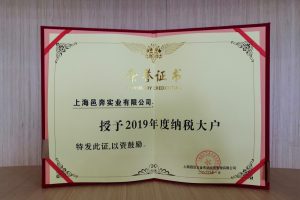 荣誉证书
上海邑奔实业有限公司:
授予2019年度纳税大户
特发此证,以资鼓励。